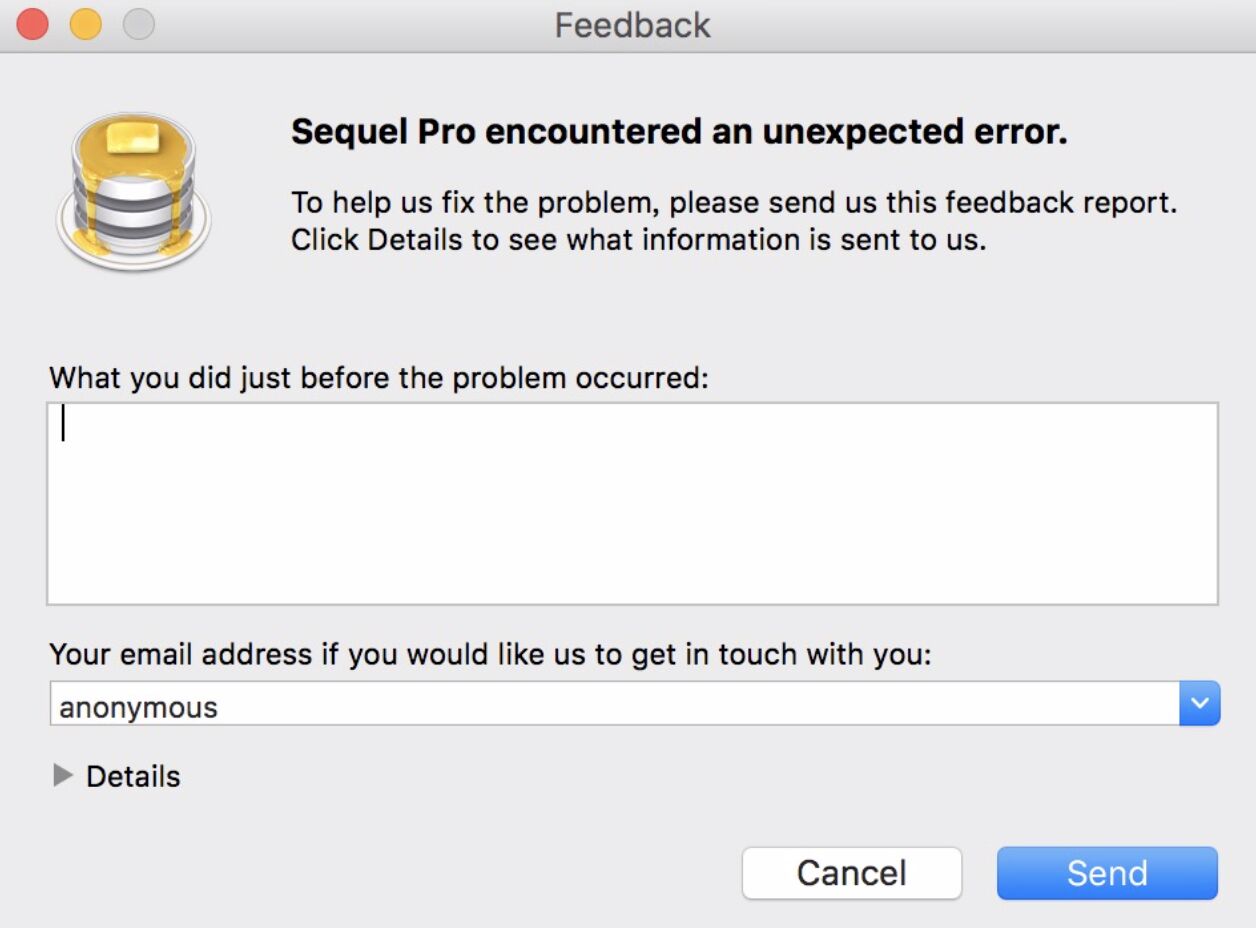 Feedback
Sequel Pro encountered an unexpected error.
To help us fix the problem, please send us this feedback report.
Click Details to see what information is sent to us.
What you did just before the problem occurred:
Your email address if you would like us to get in touch with you:
anonymous
Details
Cancel Send